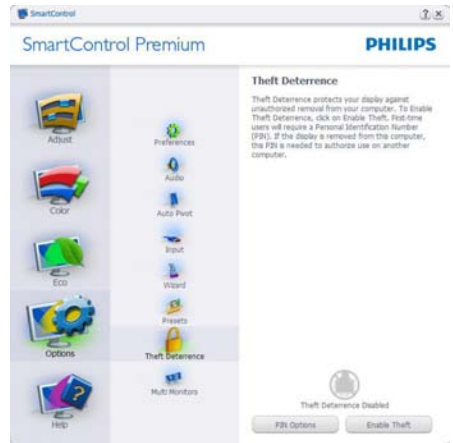 SmartControl
? ×
SmartControl Premium
PHILIPS
Adjust
Color
Eco
Options
Help
Preferences
Audio
Auto Pivot
Input
Wizard
Presets
Theft Deterrence
Multi Monitors
Theft Deterrence
Theft Deterrence protects your display against
unauthorized removal from your computer. To Enable
Theft Deterrence, click on Enable Theft. First-time
users will require a Personal Identification Number
(PIN). If the display is removed from this computer,
this PIN is needed to authorize use on another
computer.
Theft Deterrence Disabled
PIN Options
Enable Theft